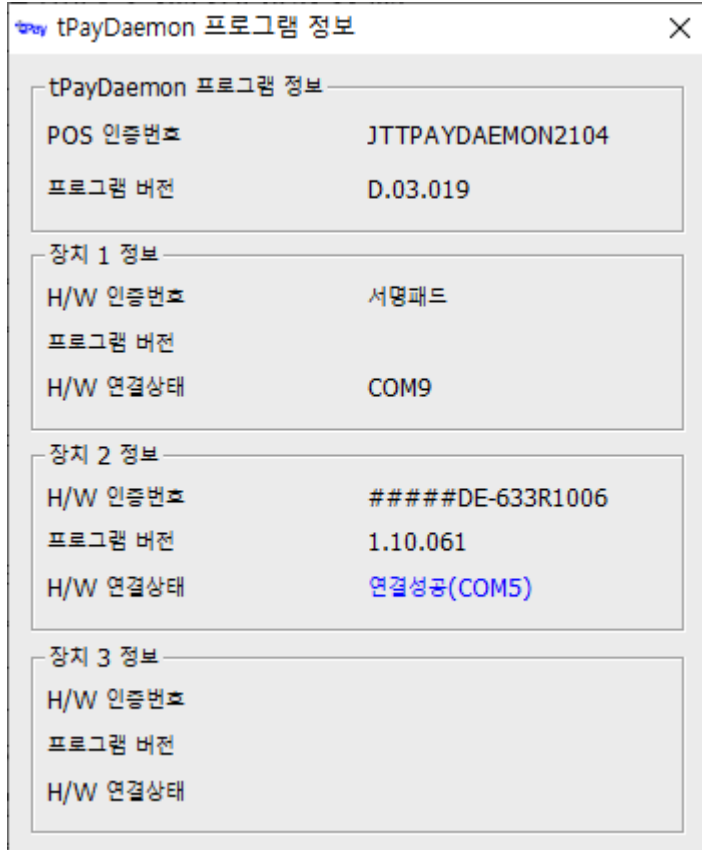 tPay tPayDaemon 프로그램 정보
tPayDaemon 프로그램 정보
POS 인증번호 JTTPAYDAEMON2104
프로그램 버전 D.03.019
장치 1 정보
H/W 인증번호 서명패드
프로그램 버전
H/W 연결상태 COM9
장치 2 정보
H/W 인증번호 #####DE-633R1006
프로그램 버전 1.10.061
H/W 연결상태 연결성공(COM5)
장치 3 정보
H/W 인증번호
프로그램 버전
H/W 연결상태